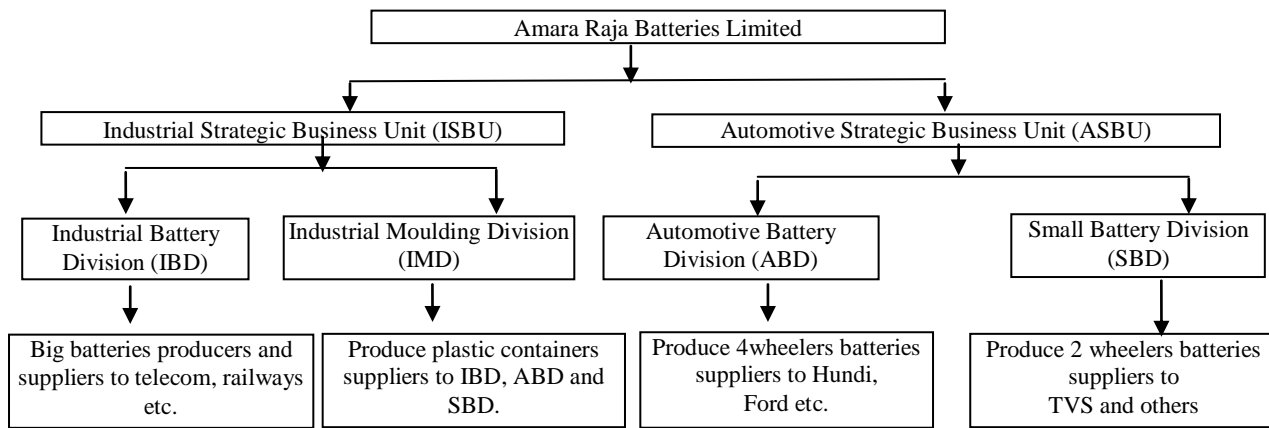 Amara Raja Batteries Limited
Industrial Strategic Business Unit (ISBU)
Automotive Strategic Business Unit (ASBU)
Industrial Battery
Division (IBD)
Industrial Moulding Division
(IMD)
Automotive Battery
Division (ABD)
Small Battery Division
(SBD)
Big batteries producers and
suppliers to telecom, railways
etc.
Produce plastic containers
suppliers to IBD, ABD and
SBD.
Produce 4wheelers batteries
suppliers to Hundi,
Ford etc.
Produce 2 wheelers batteries
suppliers to
TVS and others